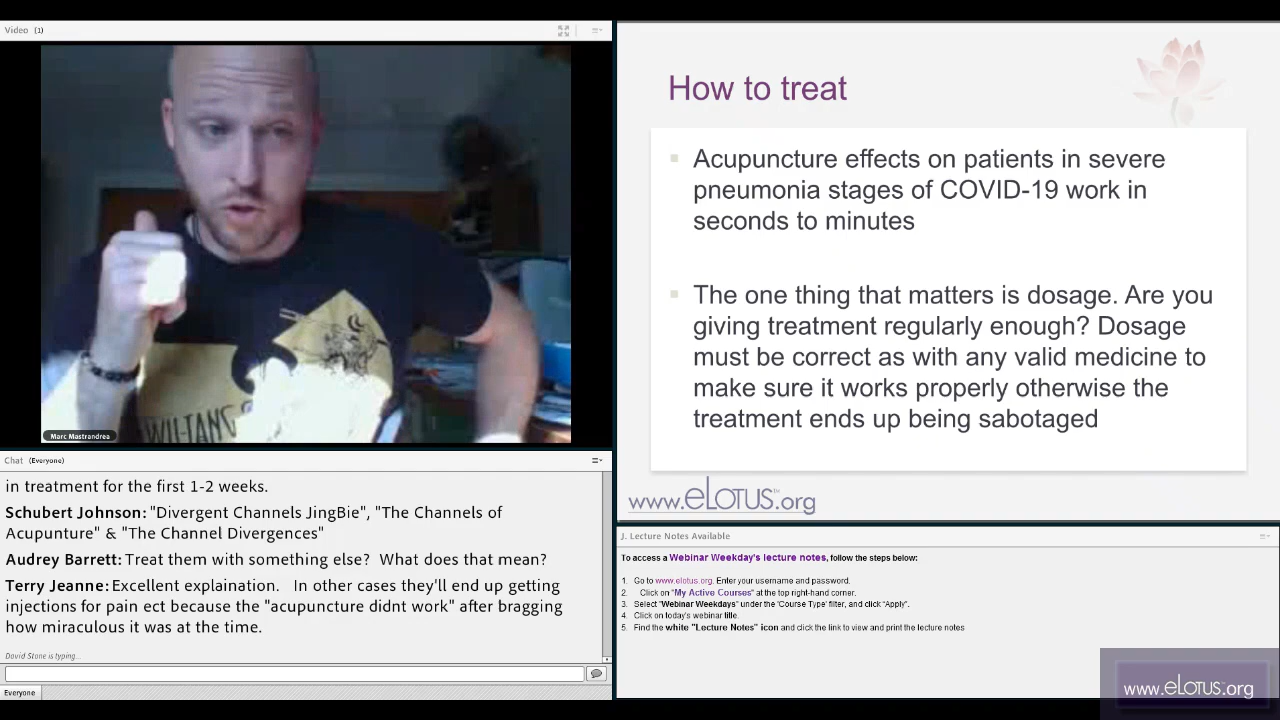 Video (1)
Marc Mastrandrea
WU-TANG
How to treat
Acupuncture effects on patients in severe
pneumonia stages of COVID-19 work in
seconds to minutes
The one thing that matters is dosage. Are you
giving treatment regularly enough? Dosage
must be correct as with any valid medicine to
make sure it works properly otherwise the
treatment ends up being sabotaged
www.eLotus.org
Chat (Everyone)
in treatment for the first 1-2 weeks.
Schubert Johnson: "Divergent Channels JingBie", "The Channels of
Acupunture" & "The Channel Divergences"
Audrey Barrett: Treat them with something else? What does that mean?
Terry Jeanne: Excellent explaination. In other cases they'll end up getting
injections for pain ect because the "acupuncture didnt work" after bragging
how miraculous it was at the time.
David Stone is typing...
Everyone
J. Lecture Notes Available
To access a Webinar Weekday's lecture notes, follow the steps below:
1. Go to www.elotus.org. Enter your username and password.
2. Click on "My Active Courses" at the top right-hand corner.
3. Select "Webinar Weekdays" under the 'Course Type' filter, and click "Apply".
4. Click on today's webinar title.
5. Find the white "Lecture Notes" icon and click the link to view and print the lecture notes
www.eLotus.org